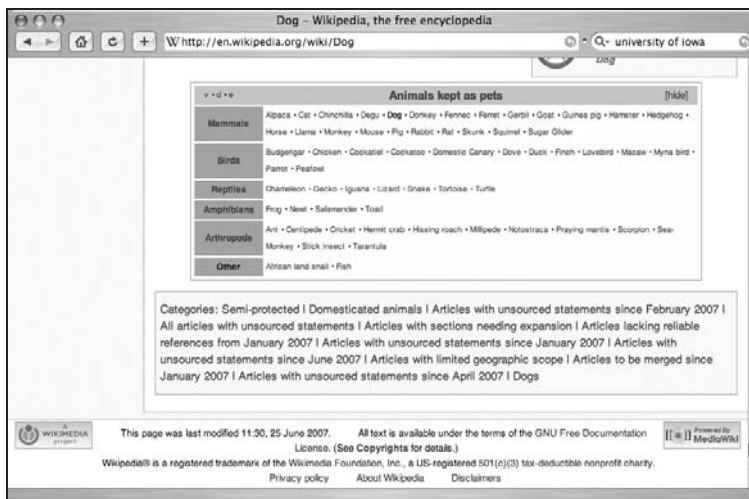 Dog – Wikipedia, the free encyclopedia
W http://en.wikipedia.org/wiki/Dog
Q- university of iowa
Dog
v • d • e Animals kept as pets [hide]
Mammals
Alpaca • Cat • Chinchilla • Degu • Dog • Donkey • Fennec • Ferret • Gerbil • Goat • Guinea pig • Hamster • Hedgehog •
Horse • Llama • Monkey • Mouse • Pig • Rabbit • Rat • Skunk • Squirrel • Sugar Glider
Birds
Budgerigar • Chicken • Cockatiel • Cockatoo • Domestic Canary • Dove • Duck • Finch • Lovebird • Macaw • Myna bird •
Parrot • Peafowl
Reptiles Chameleon • Gecko • Iguana • Lizard • Snake • Tortoise • Turtle
Amphibians Frog • Newt • Salamander • Toad
Arthropods
Ant • Centipede • Cricket • Hermit crab • Hissing roach • Millipede • Notostraca • Praying mantis • Scorpion • Sea-
Monkey • Stick insect • Tarantula
Other African land snail • Fish
Categories: Semi-protected | Domesticated animals | Articles with unsourced statements since February 2007 |
All articles with unsourced statements | Articles with sections needing expansion | Articles lacking reliable
references from January 2007 | Articles with unsourced statements since January 2007 | Articles with
unsourced statements since June 2007 | Articles with limited geographic scope | Articles to be merged since
January 2007 | Articles with unsourced statements since April 2007 | Dogs
A
WIKIMEDIA
project
This page was last modified 11:30, 25 June 2007. All text is available under the terms of the GNU Free Documentation
License. (See Copyrights for details.)
Wikipedia® is a registered trademark of the Wikimedia Foundation, Inc., a US-registered 501(c)(3) tax-deductible nonprofit charity.
Privacy policy About Wikipedia Disclaimers
Powered By
MediaWiki